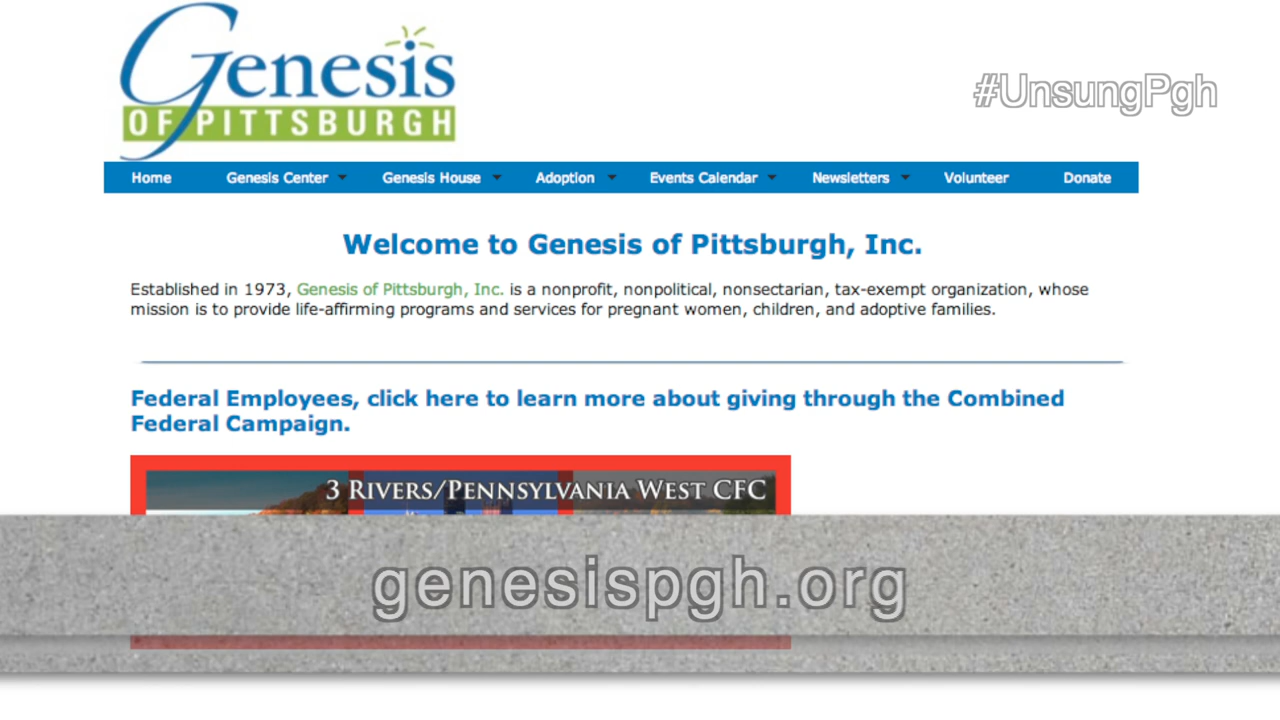 Genesis
OF PITTSBURGH
#UnsungPgh
Home Genesis Center Genesis House Adoption Events Calendar Newsletters Volunteer Donate
Welcome to Genesis of Pittsburgh, Inc.
Established in 1973, Genesis of Pittsburgh, Inc. is a nonprofit, nonpolitical, nonsectarian, tax-exempt organization, whose
mission is to provide life-affirming programs and services for pregnant women, children, and adoptive families.
Federal Employees, click here to learn more about giving through the Combined
Federal Campaign.
3 RIVERS/PENNSYLVANIA WEST CFC
genesispgh.org